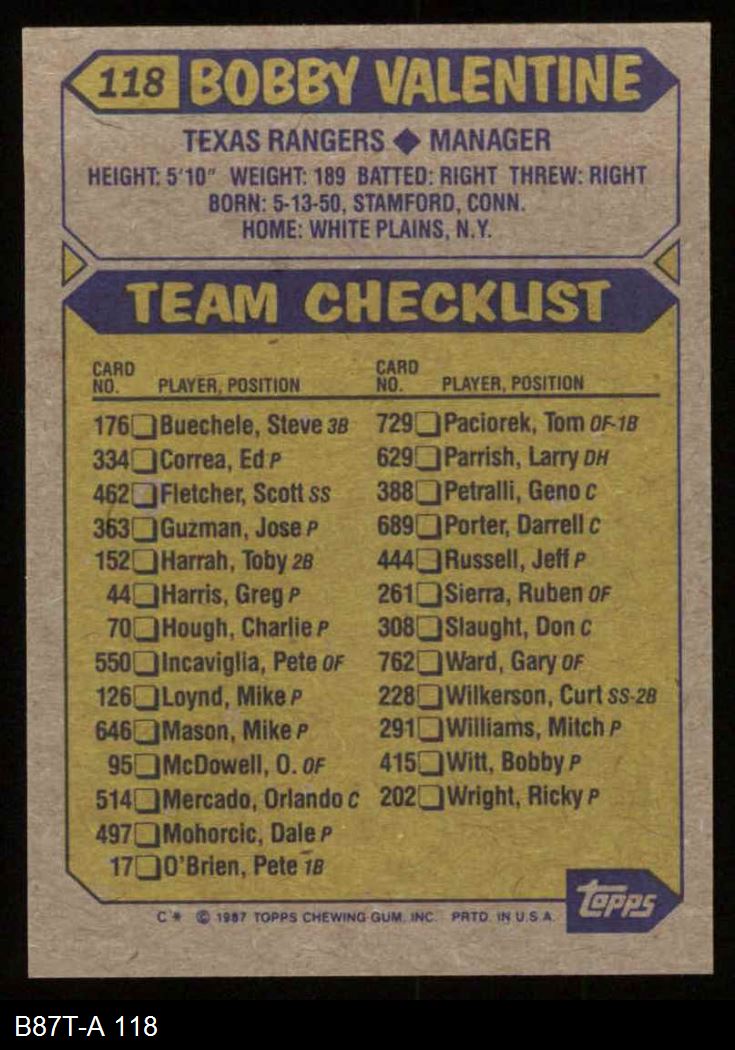 118 BOBBY VALENTINE
TEXAS RANGERS ◆ MANAGER
HEIGHT: 5'10" WEIGHT: 189 BATTED: RIGHT THREW: RIGHT
BORN: 5-13-50, STAMFORD, CONN.
HOME: WHITE PLAINS, N.Y.
TEAM CHECKLIST
CARD
NO. PLAYER, POSITION
176 Buechele, Steve 3B
334 Correa, Ed P
462 Fletcher, Scott SS
363 Guzman, Jose P
152 Harrah, Toby 2B
44 Harris, Greg P
70 Hough, Charlie P
550 Incaviglia, Pete OF
126 Loynd, Mike P
646 Mason, Mike P
95 McDowell, O. OF
514 Mercado, Orlando C
497 Mohorcic, Dale P
17 O'Brien, Pete 1B
CARD
NO. PLAYER, POSITION
729 Paciorek, Tom OF-1B
629 Parrish, Larry DH
388 Petralli, Geno C
689 Porter, Darrell C
444 Russell, Jeff P
261 Sierra, Ruben OF
308 Slaught, Don C
762 Ward, Gary OF
228 Wilkerson, Curt SS-2B
291 Williams, Mitch P
415 Witt, Bobby P
202 Wright, Ricky P
Topps
C* © 1987 TOPPS CHEWING GUM, INC. PRTD. IN U.S.A.
B87T-A 118